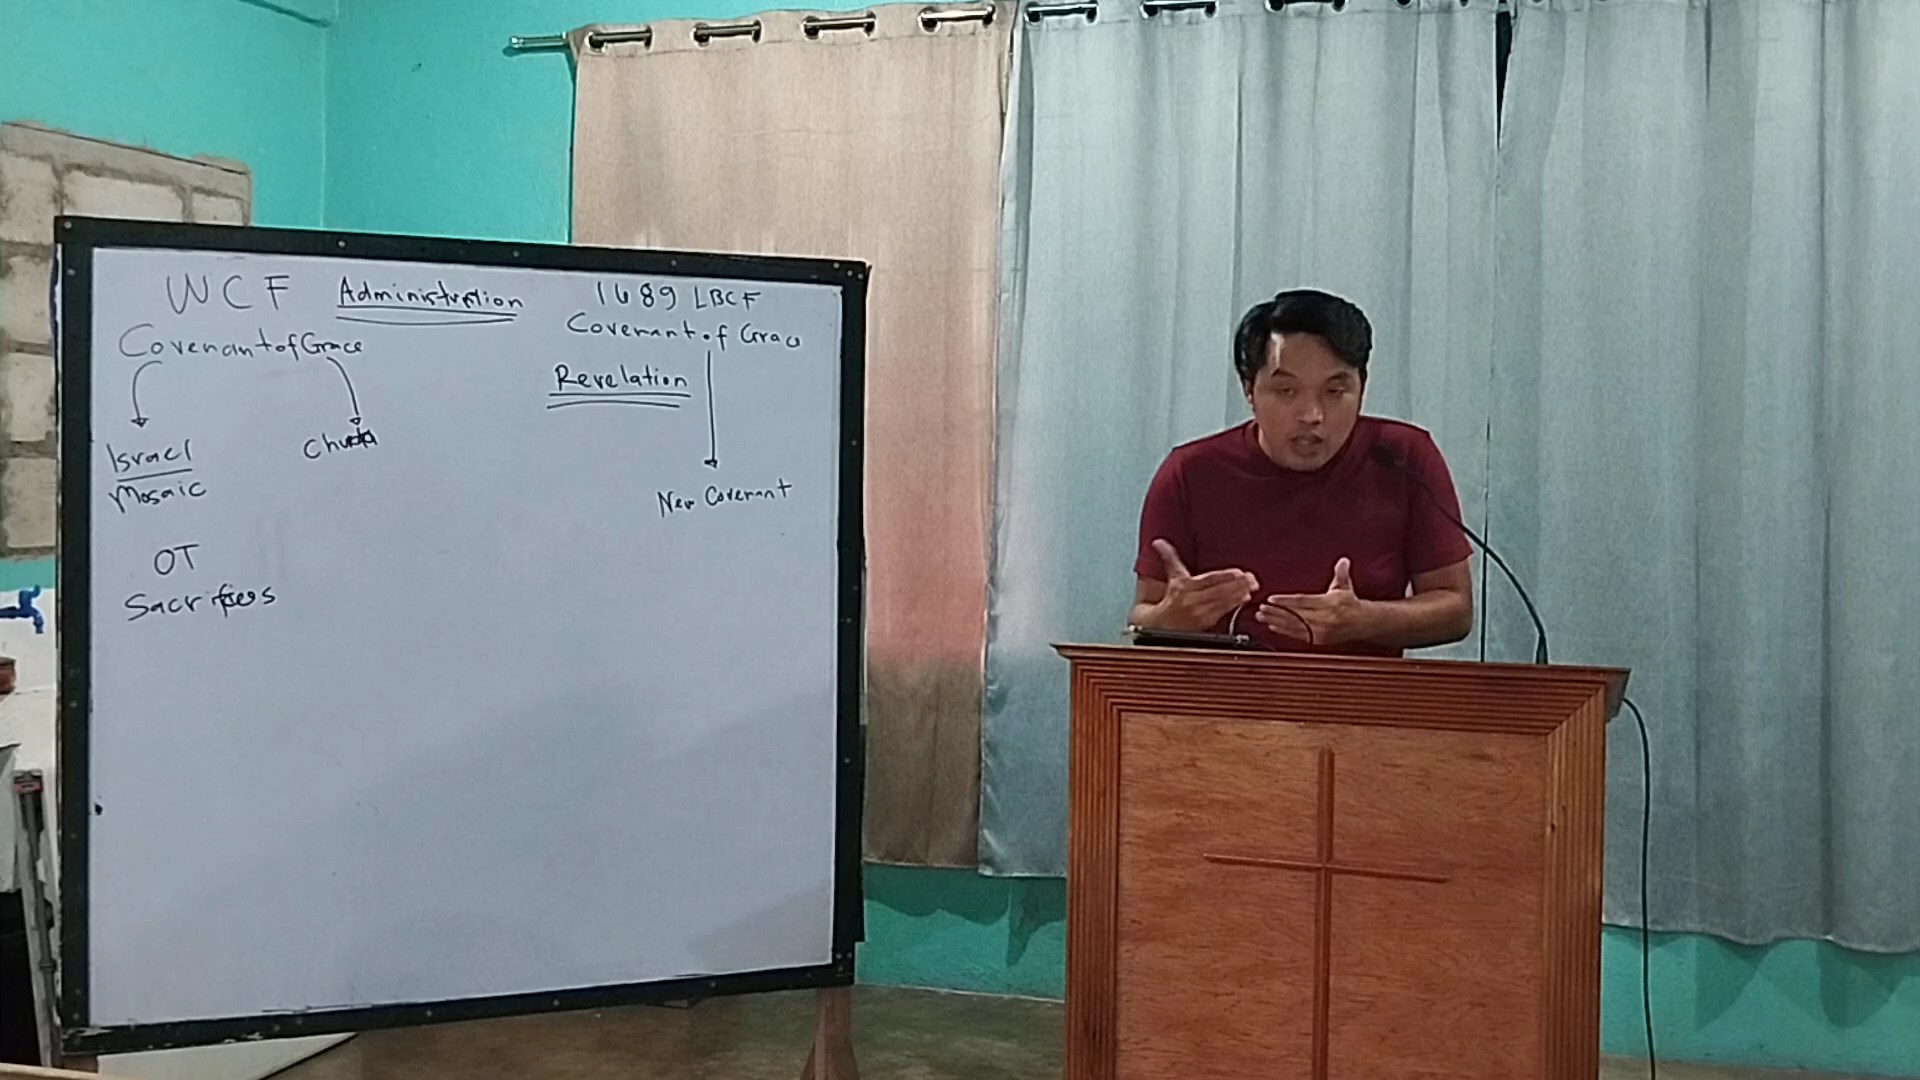 WCF Administration 1689 LBCF
Covenant of Grace Covenant of Grace
Revelation
Israel Church
Mosaic New Covenant
OT
Sacrifices